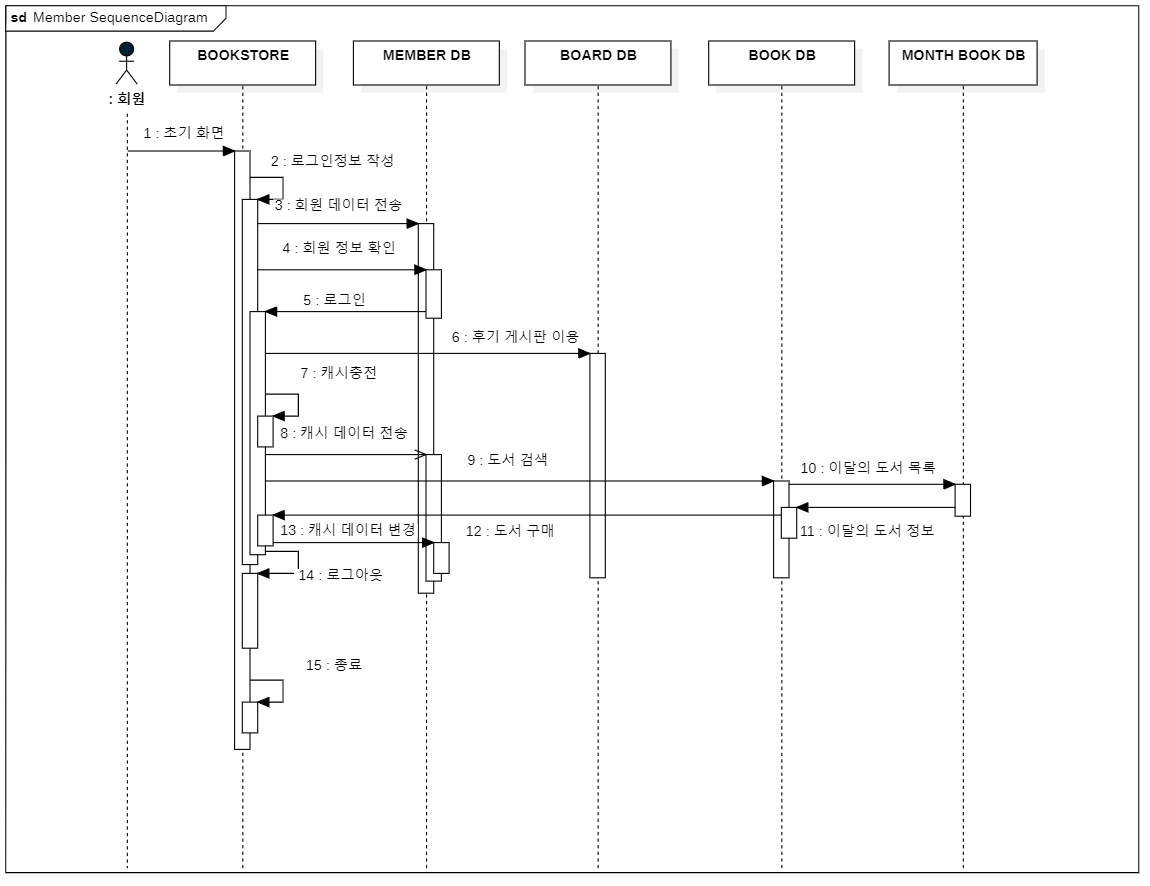 sd Member SequenceDiagram
BOOKSTORE
MEMBER DB
BOARD DB
BOOK DB
MONTH BOOK DB
: 회원
1 : 초기 화면
2 : 로그인정보 작성
3 : 회원 데이터 전송
4 : 회원 정보 확인
5 : 로그인
6 : 후기 게시판 이용
7 : 캐시충전
8 : 캐시 데이터 전송
9 : 도서 검색
10 : 이달의 도서 목록
11 : 이달의 도서 정보
12 : 도서 구매
13 : 캐시 데이터 변경
14 : 로그아웃
15 : 종료